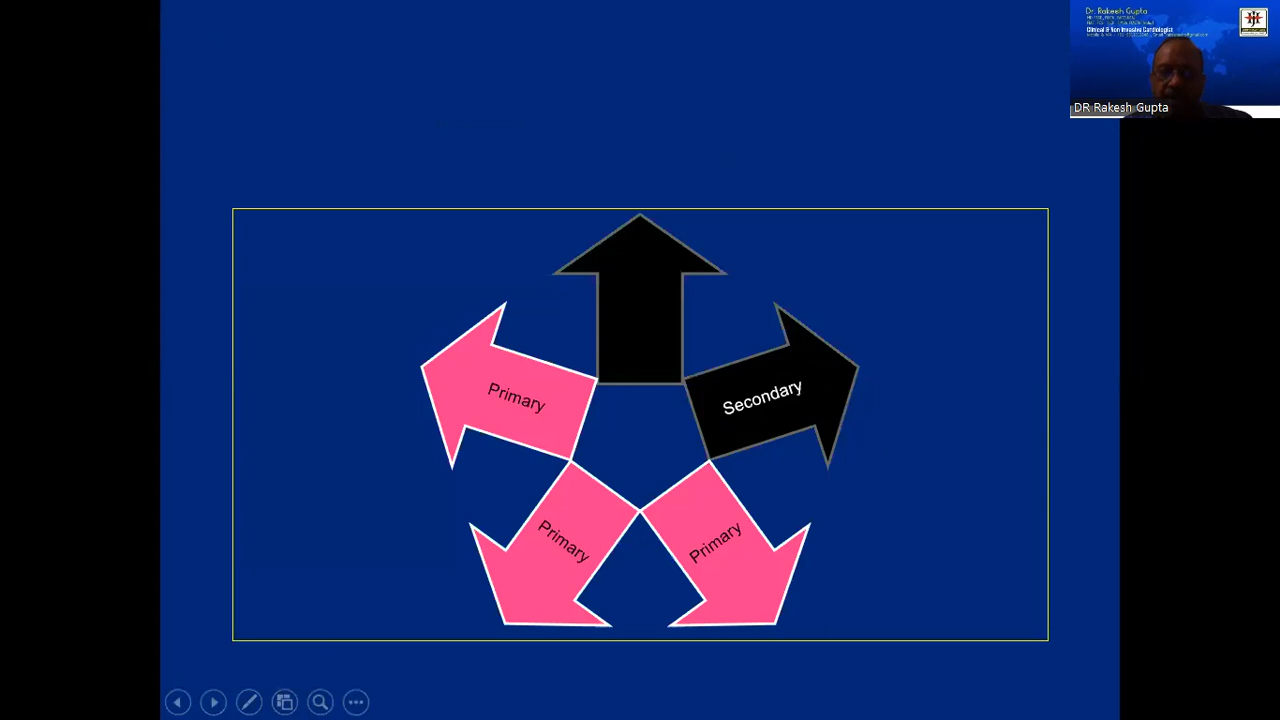 Dr. Rakesh Gupta
Clinical & Non Invasive Cardiologist
DR Rakesh Gupta
Primary
Secondary
Primary
Primary